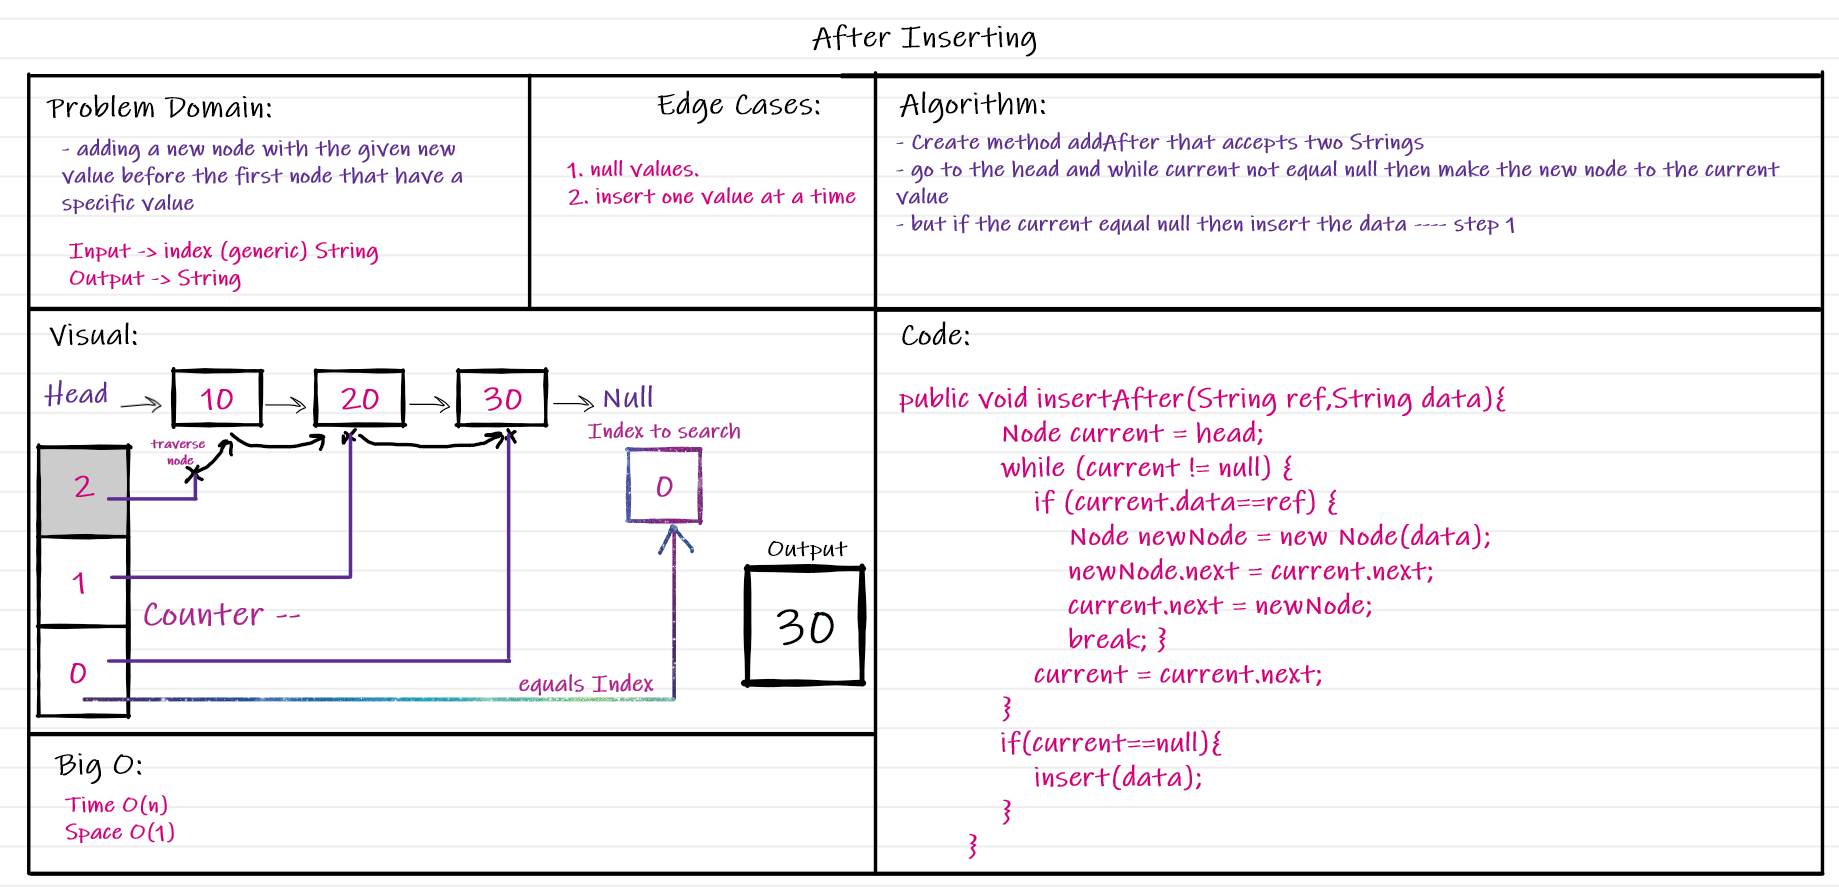 After Inserting
Problem Domain:
- adding a new node with the given new
value before the first node that have a
specific value
Input -> index (generic) String
Output -> String
Edge Cases:
1. null values.
2. insert one value at a time
Algorithm:
- Create method addAfter that accepts two Strings
- go to the head and while current not equal null then make the new node to the current
value
- but if the current equal null then insert the data ---- step 1
Visual:
Head 10 20 30 Null
Index to search
traverse
node
2
0
1
Counter --
0
equals Index
Output
30
Big O:
Time O(n)
Space O(1)
Code:
public void insertAfter(String ref,String data){
Node current = head;
while (current != null) {
if (current.data==ref) {
Node newNode = new Node(data);
newNode.next = current.next;
current.next = newNode;
break; }
current = current.next;
}
if(current==null){
insert(data);
}
}